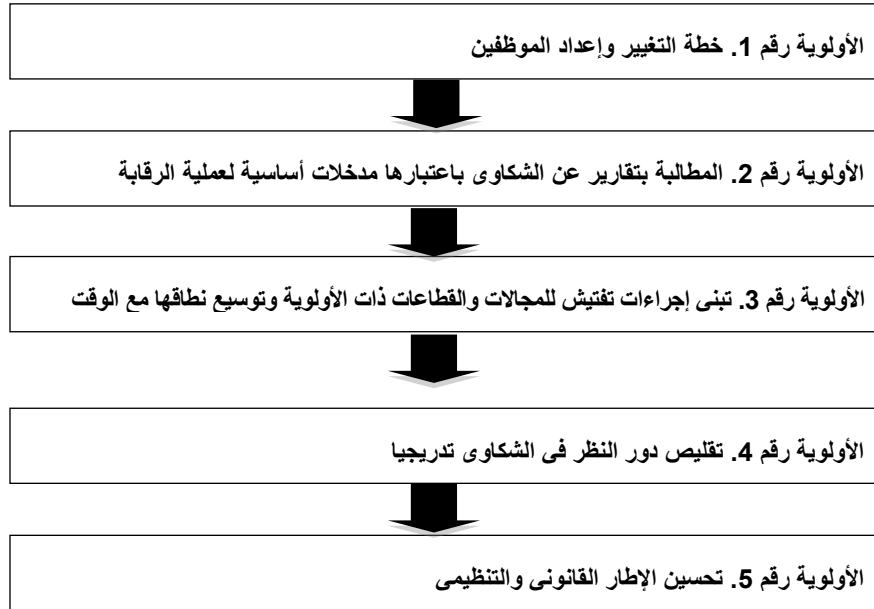 الأولوية رقم 1. خطة التغيير وإعداد الموظفين
الأولوية رقم 2. المطالبة بتقارير عن الشكاوى باعتبارها مدخلات أساسية لعملية الرقابة
الأولوية رقم 3. تبنى إجراءات تفتيش للمجالات والقطاعات ذات الأولوية وتوسيع نطاقها مع الوقت
الأولوية رقم 4. تقليص دور النظر فى الشكاوى تدريجيا
الأولوية رقم 5. تحسين الإطار القانونى والتنظيمى